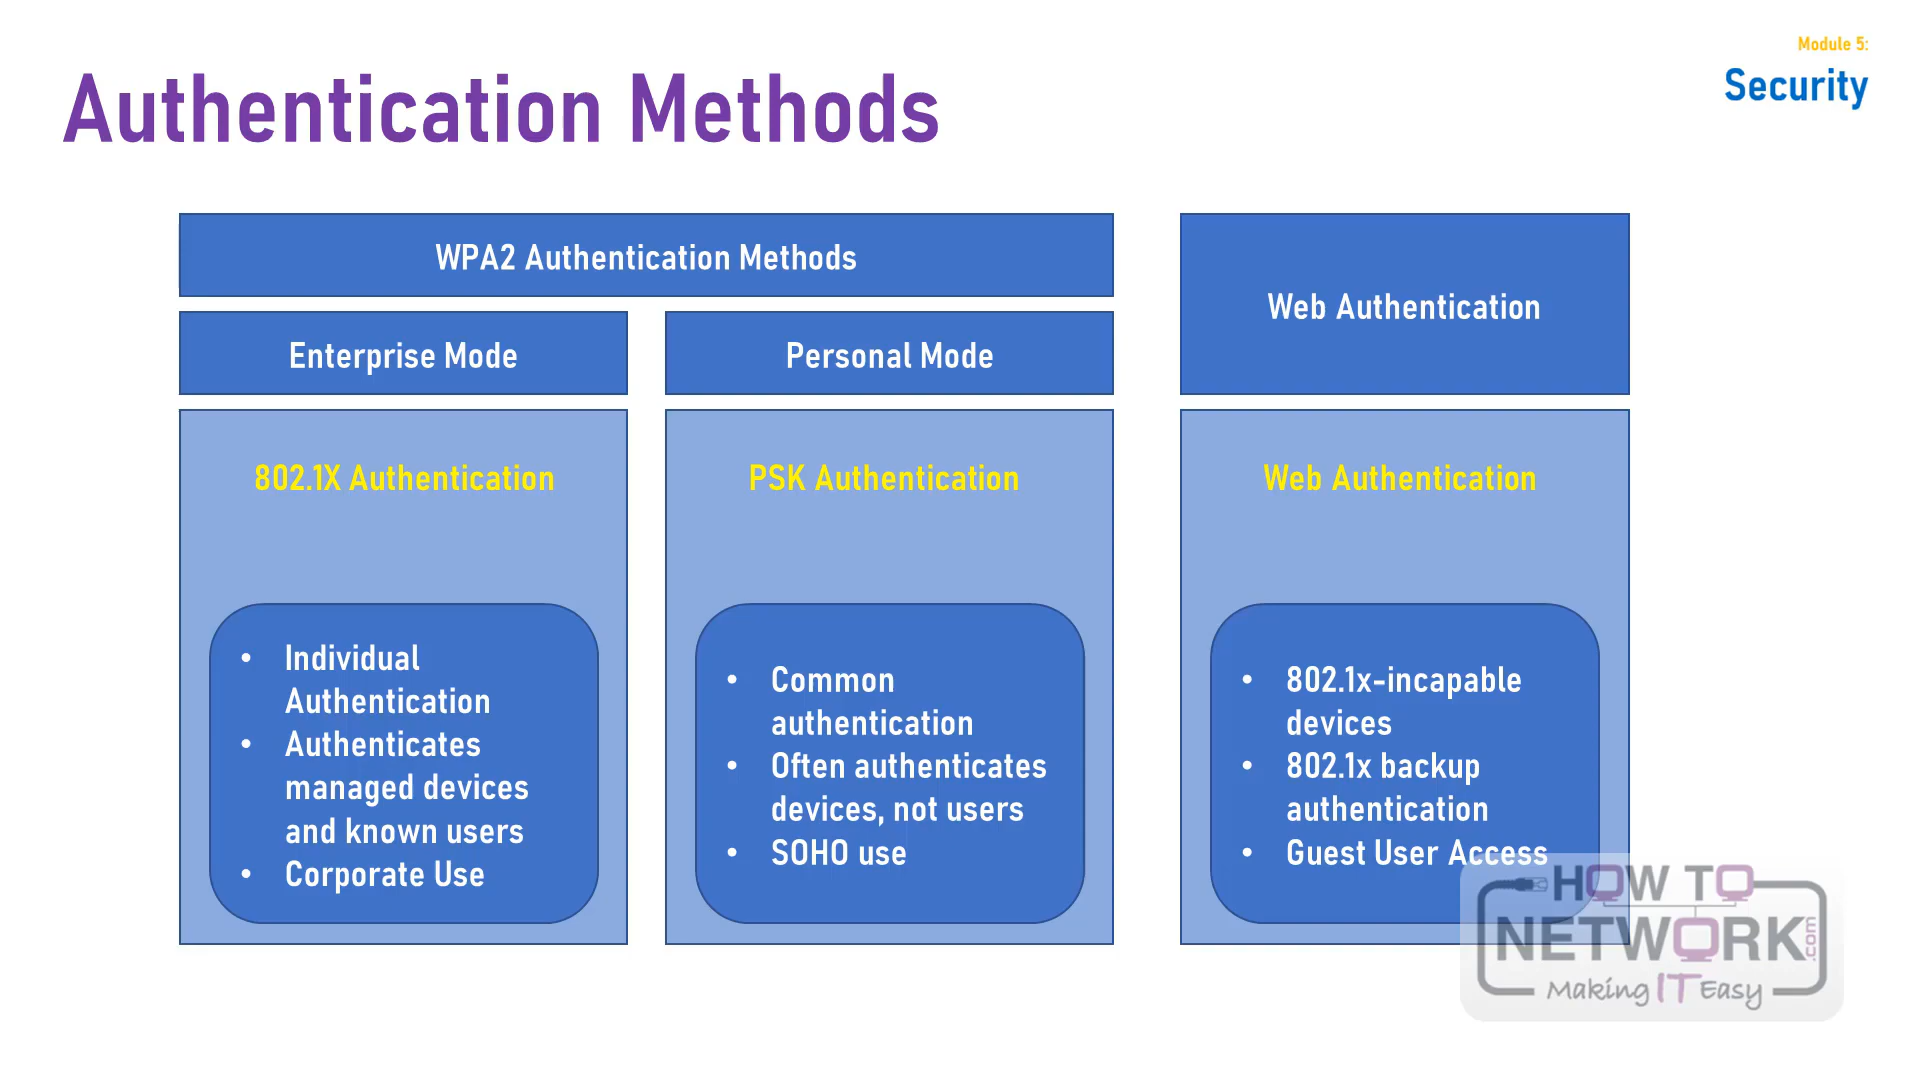 Module 5:
Security
Authentication Methods
WPA2 Authentication Methods
Enterprise Mode
Personal Mode
Web Authentication
802.1X Authentication
• Individual
Authentication
• Authenticates
managed devices
and known users
• Corporate Use
PSK Authentication
• Common
authentication
• Often authenticates
devices, not users
• SOHO use
Web Authentication
• 802.1x-incapable
devices
• 802.1x backup
authentication
• Guest User Access
HOW TO
NETWORK.com
Making IT Easy